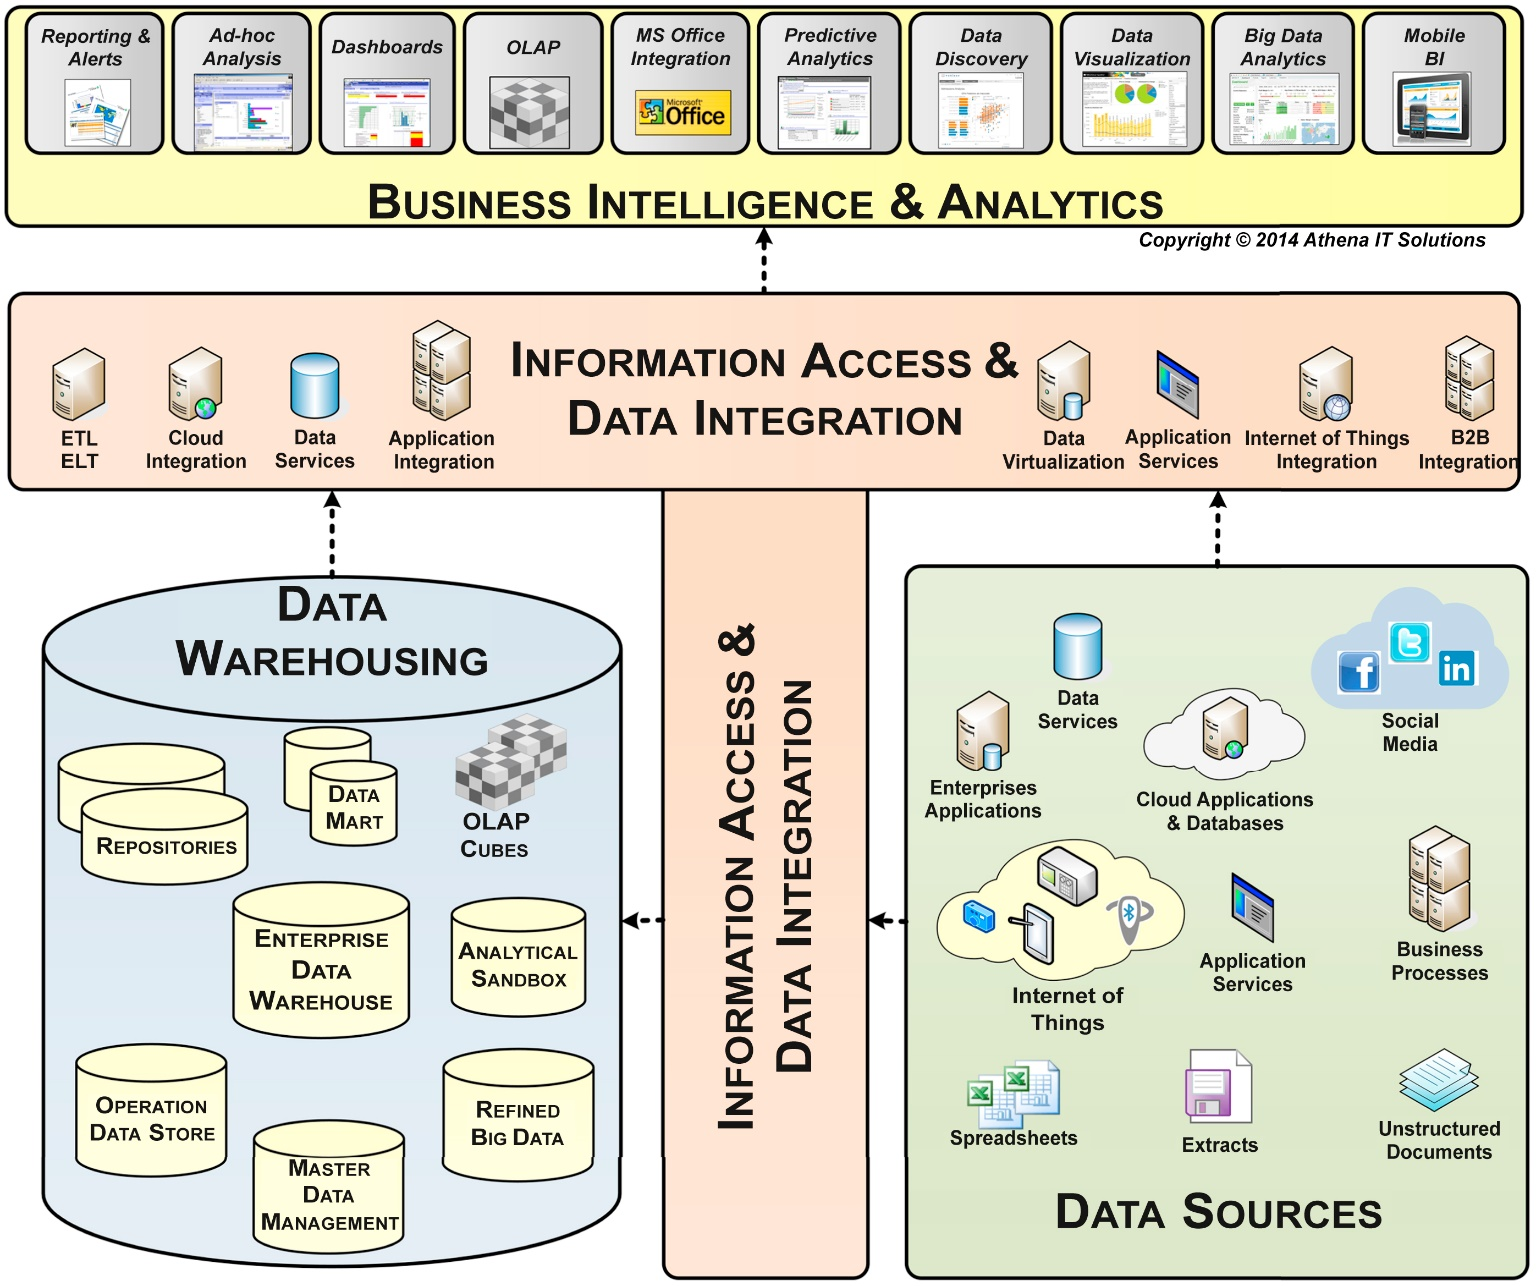 Reporting &
Alerts
Ad-hoc
Analysis
Dashboards
OLAP
MS Office
Integration
Microsoft
Office
Predictive
Analytics
Data
Discovery
Data
Visualization
Big Data
Analytics
Mobile
BI
BUSINESS INTELLIGENCE & ANALYTICS
Copyright © 2014 Athena IT Solutions
INFORMATION ACCESS &
DATA INTEGRATION
ETL
ELT
Cloud
Integration
Data
Services
Application
Integration
Data
Virtualization
Application
Services
Internet of Things
Integration
B2B
Integration
DATA
WAREHOUSING
REPOSITORIES
DATA
MART
OLAP
CUBES
ENTERPRISE
DATA
WAREHOUSE
ANALYTICAL
SANDBOX
OPERATION
DATA STORE
REFINED
BIG DATA
MASTER
DATA
MANAGEMENT
INFORMATION ACCESS &
DATA INTEGRATION
Data
Services
f
t
in
Social
Media
Enterprises
Applications
Cloud Applications
& Databases
Internet of
Things
Application
Services
Business
Processes
Spreadsheets
Extracts
Unstructured
Documents
DATA SOURCES